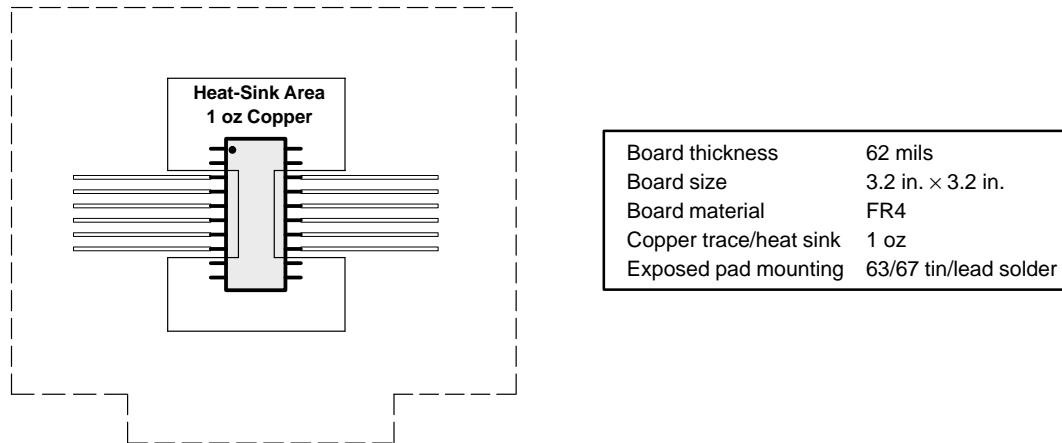 Heat-Sink Area
1 oz Copper
Board thickness 62 mils
Board size 3.2 in. × 3.2 in.
Board material FR4
Copper trace/heat sink 1 oz
Exposed pad mounting 63/67 tin/lead solder